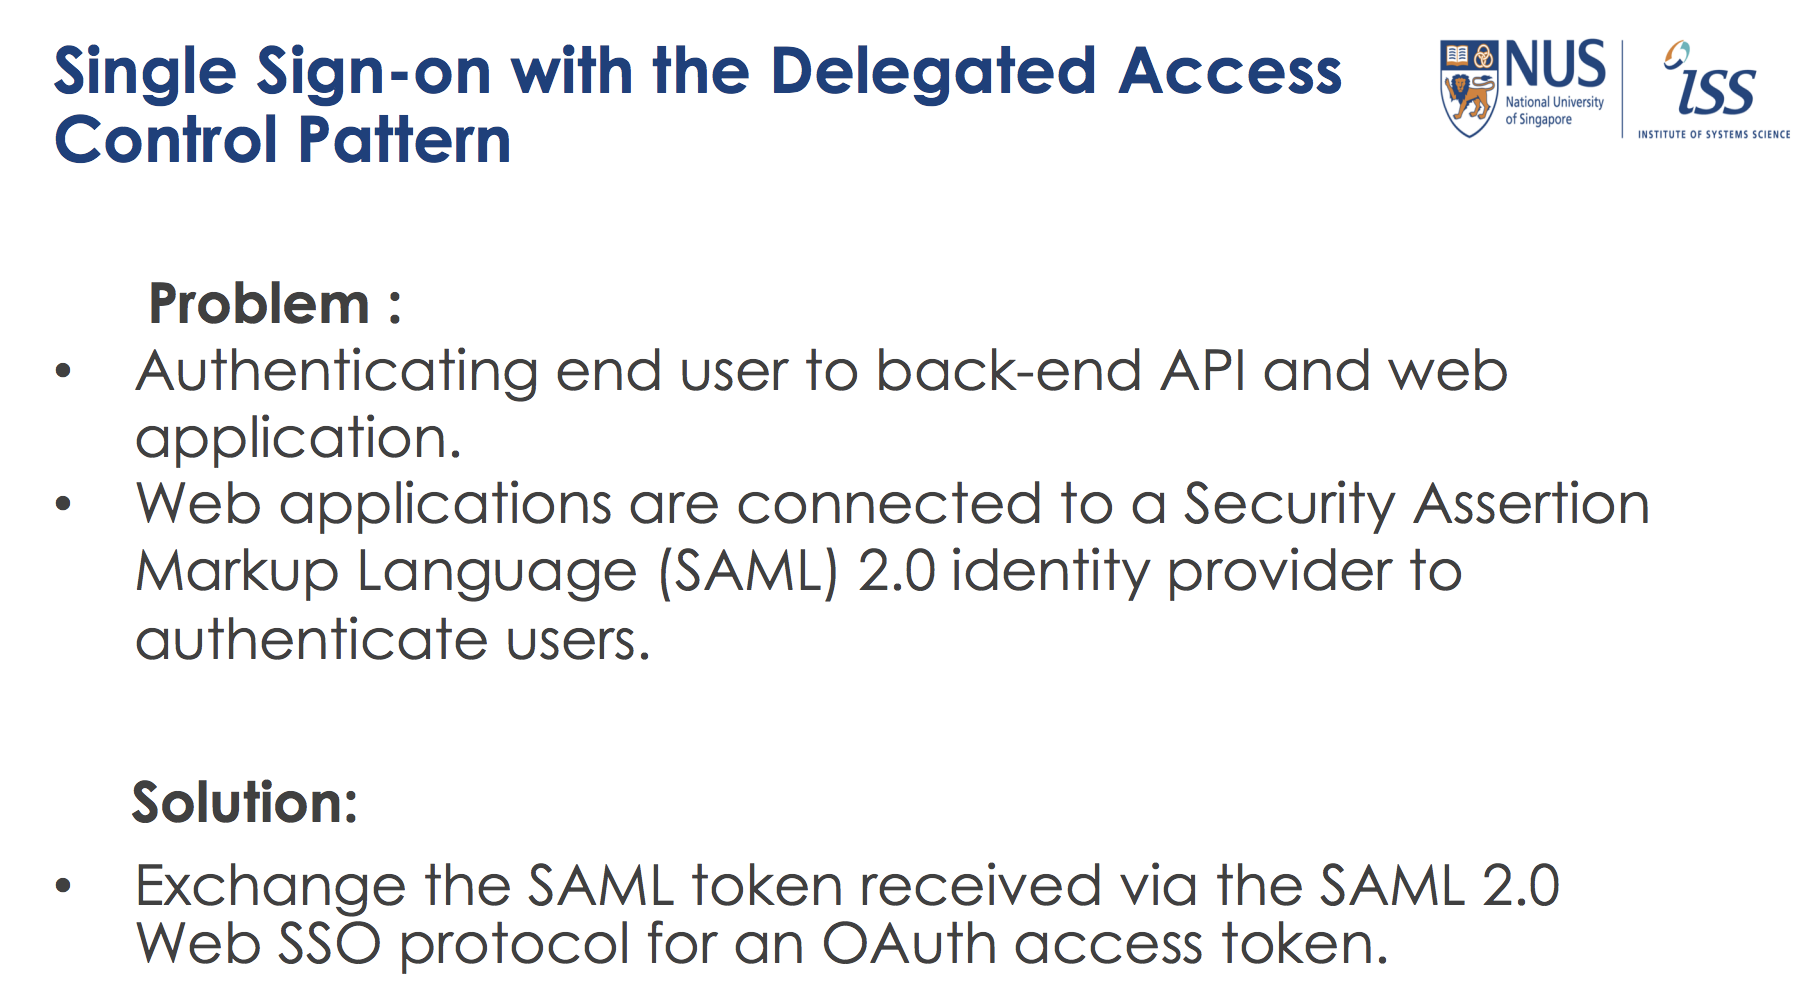 Single Sign-on with the Delegated Access
Control Pattern
NUS
National University
of Singapore
iSS
INSTITUTE OF SYSTEMS SCIENCE
Problem :
• Authenticating end user to back-end API and web
application.
• Web applications are connected to a Security Assertion
Markup Language (SAML) 2.0 identity provider to
authenticate users.
Solution:
• Exchange the SAML token received via the SAML 2.0
Web SSO protocol for an OAuth access token.